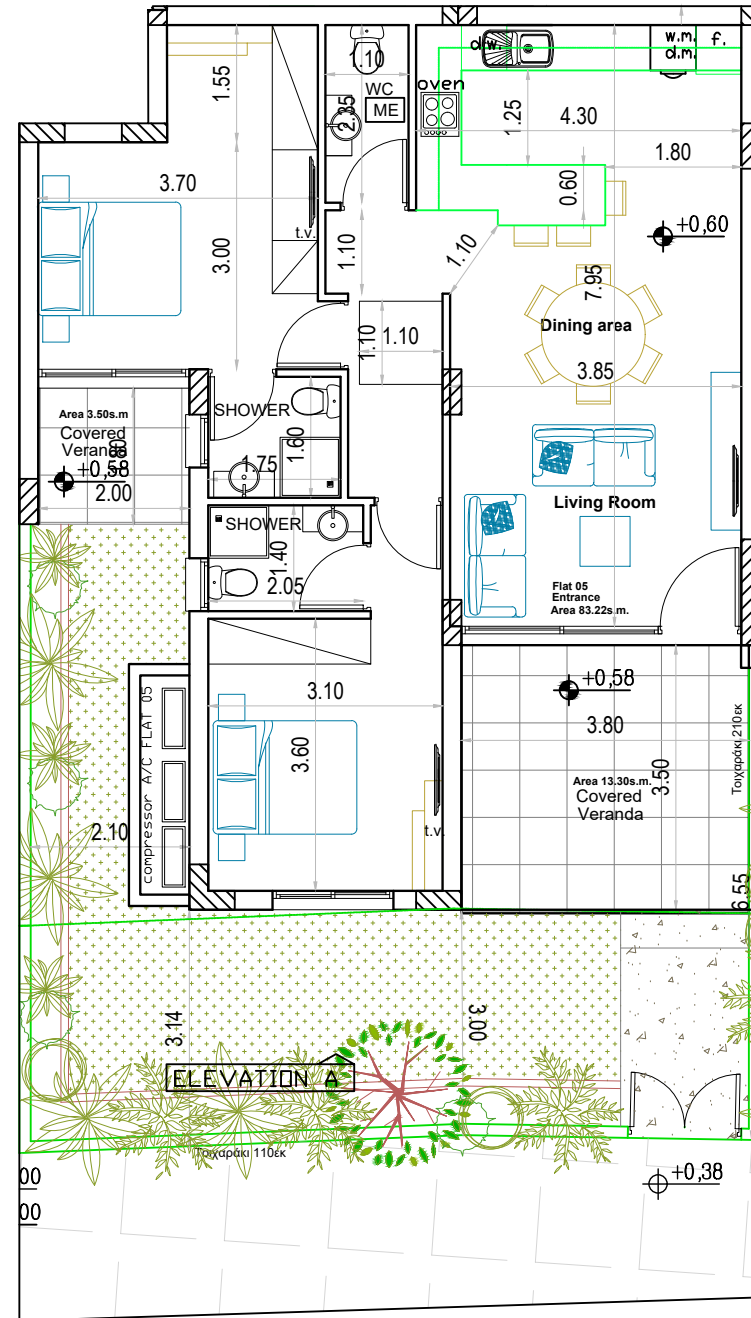 d.w.
w.m.
d.m.
f.
1.10
WC
ME
2.35
oven
1.55
1.25
4.30
1.80
0.60
3.70
t.v.
3.00
1.10
1.10
+0,60
7.95
Dining area
1.10
1.10
3.85
Area 3.50s.m
Covered
Veranda
+0,58
2.00
SHOWER
1.60
1.75
SHOWER
1.40
2.05
Living Room
Flat 05
Entrance
Area 83.22s.m.
3.10
3.60
t.v.
compressor A/C FLAT 05
2.10
+0,58
3.80
3.50
Area 13.30s.m.
Covered
Veranda
Τοιχαράκι 210εκ
6.55
3.14
3.00
ELEVATION A
Τοιχαράκι 110εκ
+0,38
00
00